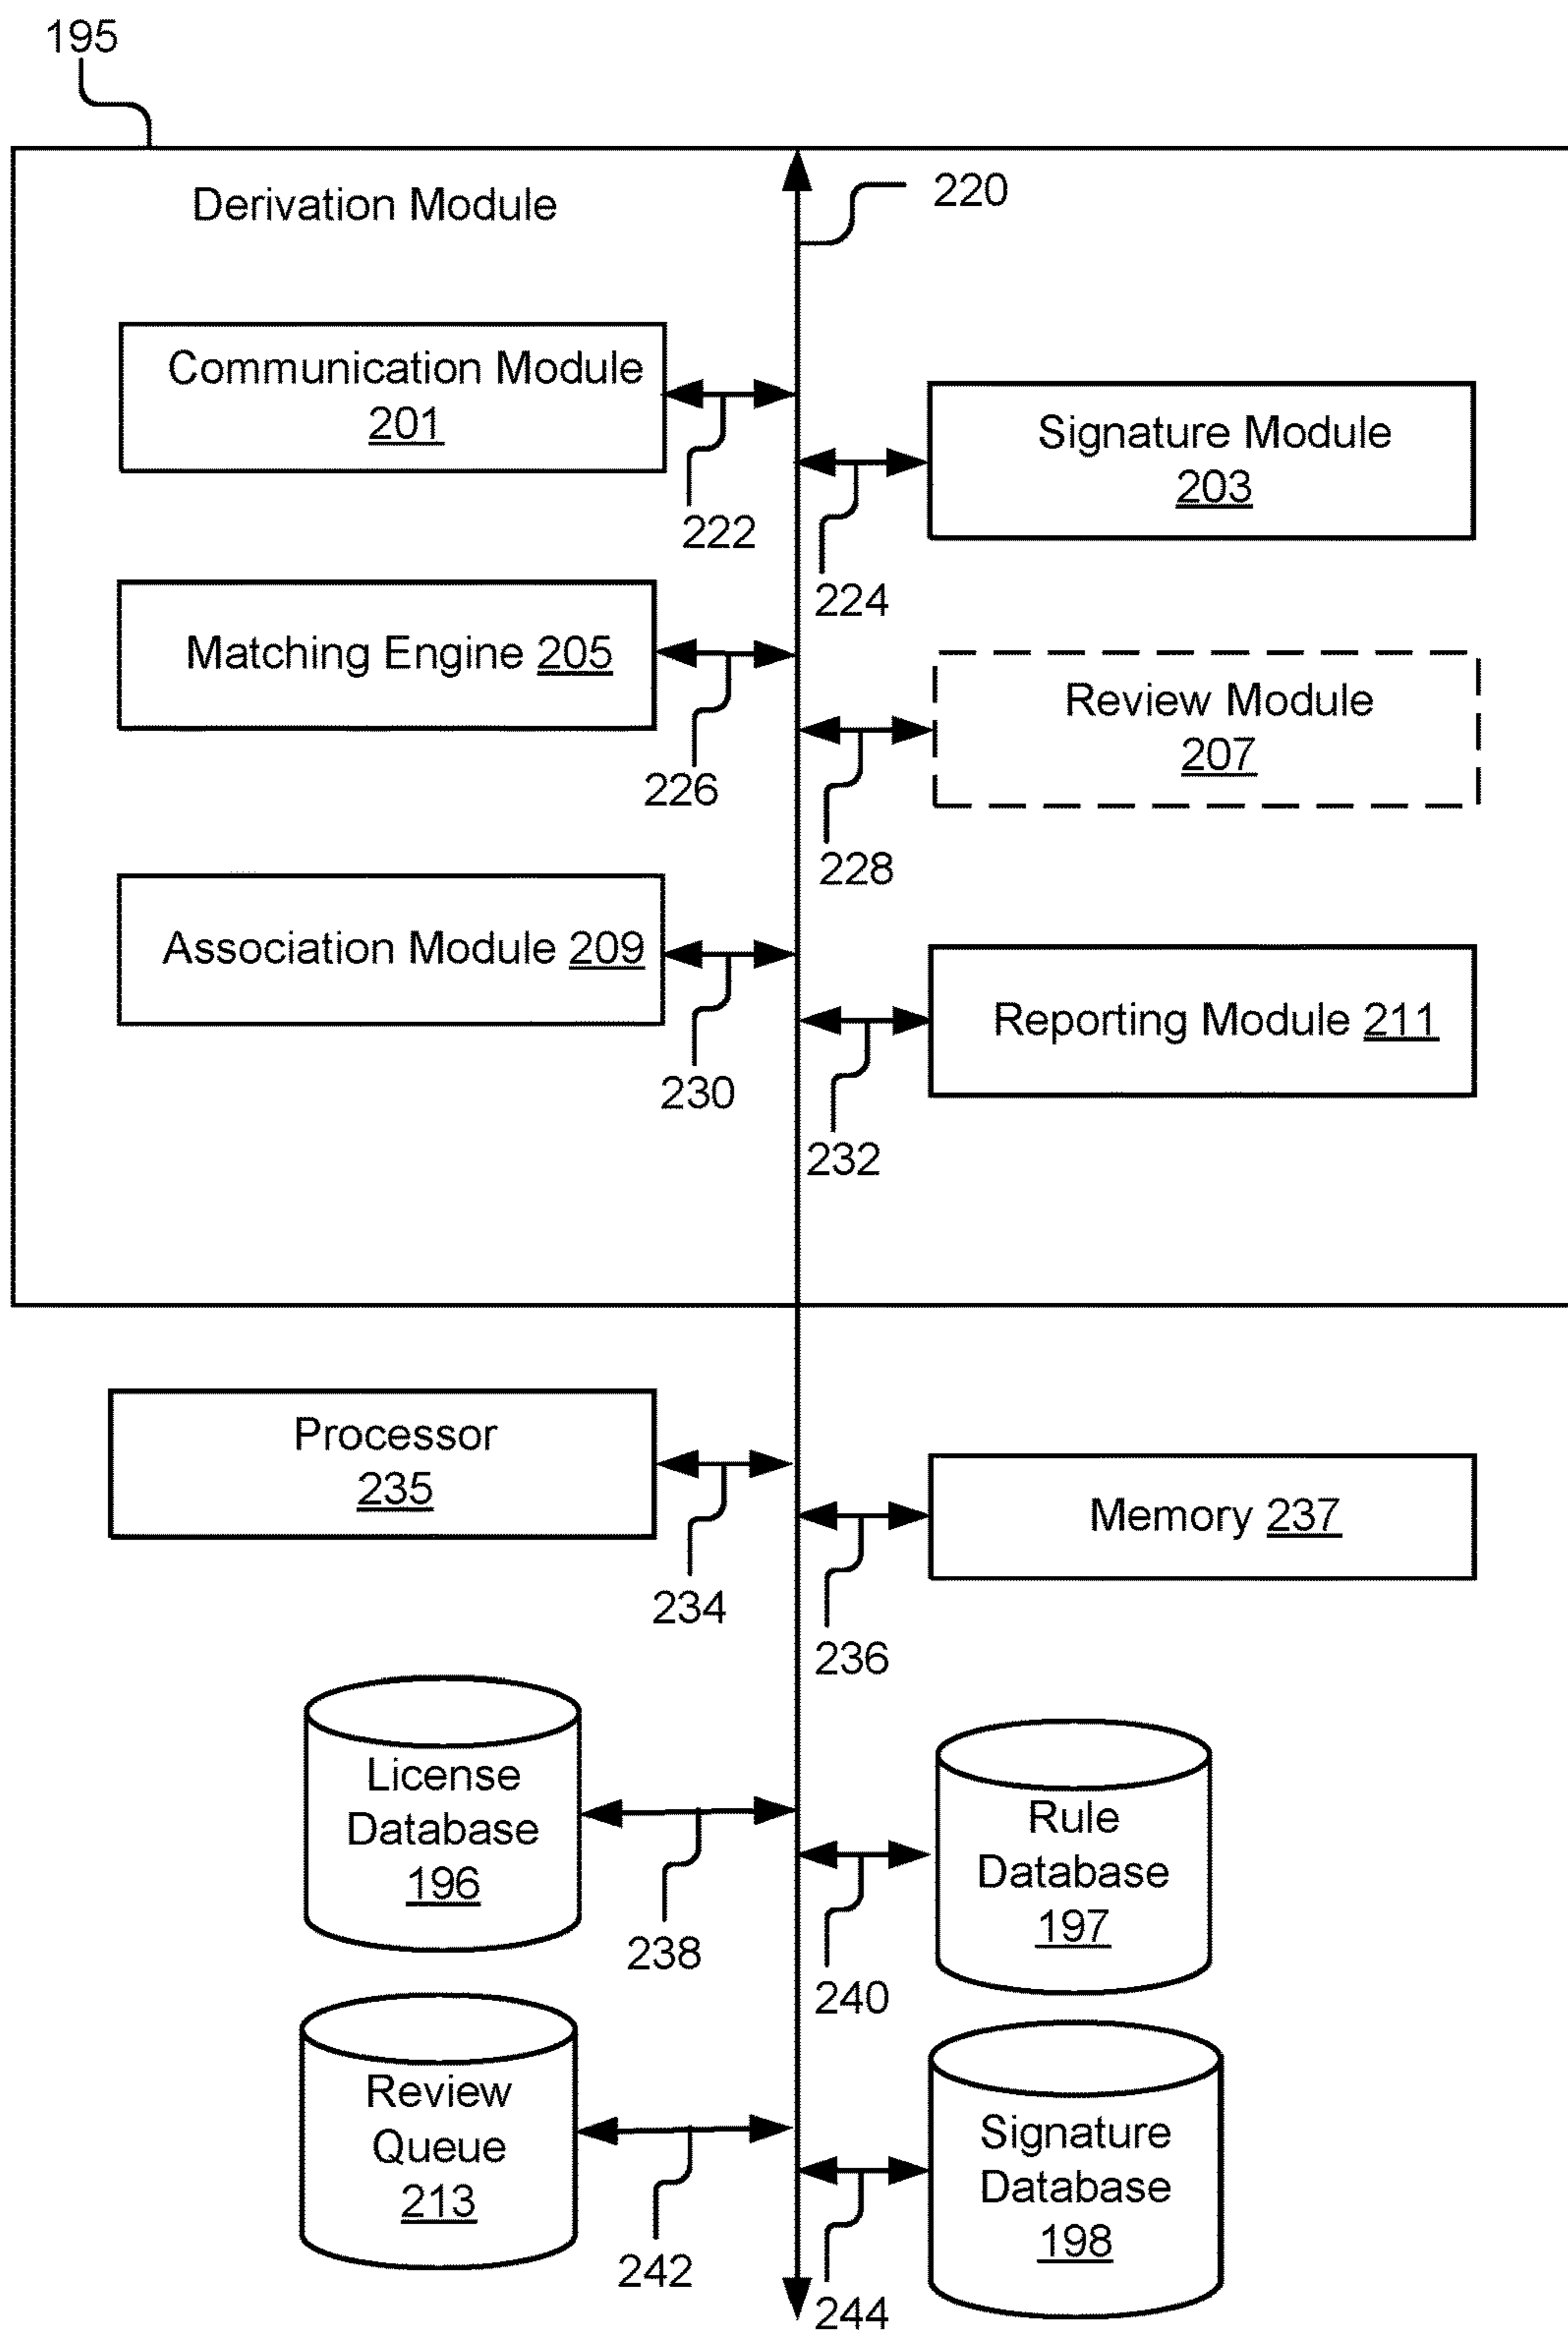 195
Derivation Module
220
Communication Module
201
222
Signature Module
203
224
Matching Engine 205
226
Review Module
207
228
Association Module 209
230
Reporting Module 211
232
Processor
235
234
Memory 237
236
License
Database
196
238
Rule
Database
197
240
Review
Queue
213
242
Signature
Database
198
244